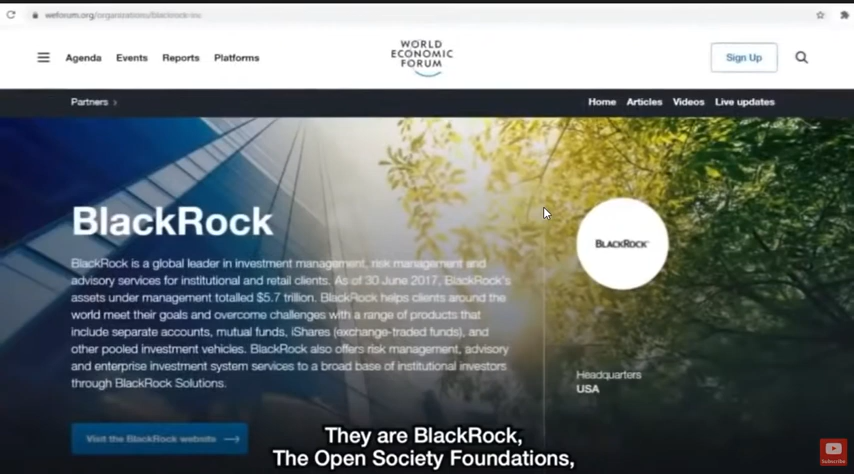 weforum.org/organizations/blackrock-inc
Agenda Events Reports Platforms
WORLD
ECONOMIC
FORUM
Sign Up
Partners
Home Articles Videos Live updates
BlackRock
BlackRock is a global leader in investment management, risk management and
advisory services for institutional and retail clients. As of 30 June 2017, BlackRock's
assets under management totalled $5.7 trillion. BlackRock helps clients around the
world meet their goals and overcome challenges with a range of products that
include separate accounts, mutual funds, iShares (exchange-traded funds), and
other pooled investment vehicles. BlackRock also offers risk management, advisory
and enterprise investment system services to a broad base of institutional investors
through BlackRock Solutions.
BLACKROCK
Headquarters
USA
Visit the BlackRock website
They are BlackRock,
The Open Society Foundations,
Subscribe